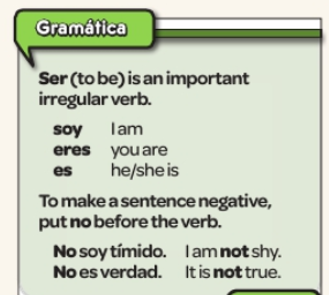 Gramática
Ser (to be) is an important
irregular verb.
soy I am
eres you are
es he/she is
To make a sentence negative,
put no before the verb.
No soy tímido. I am not shy.
No es verdad. It is not true.